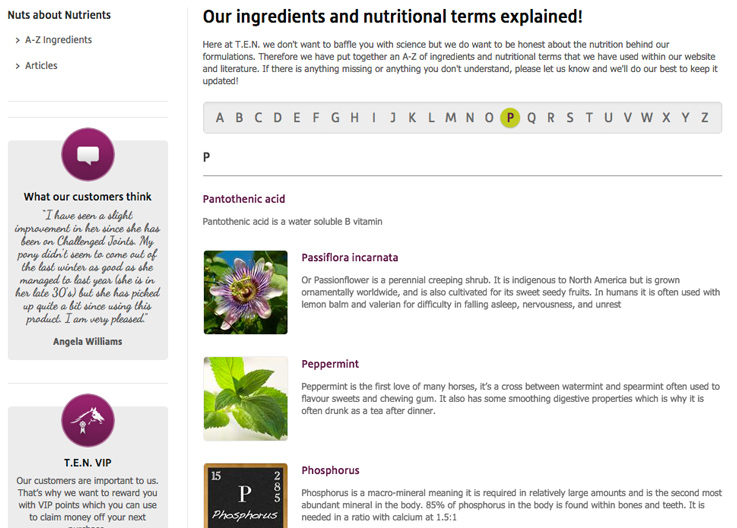 Nuts about Nutrients
> A-Z Ingredients
> Articles
What our customers think
"I have seen a slight
improvement in her since she has
been on Challenged Joints. My
pony didn't seem to come out of
the last winter as good as she
managed to last year (she is in
her late 30's) but she has picked
up quite a bit since using this
product. I am very pleased."
Angela Williams
T.E.N. VIP
Our customers are important to us.
That's why we want to reward you
with VIP points which you can use
to claim money off your next
Our ingredients and nutritional terms explained!
Here at T.E.N. we don't want to baffle you with science but we do want to be honest about the nutrition behind our
formulations. Therefore we have put together an A-Z of ingredients and nutritional terms that we have used within our website
and literature. If there is anything missing or anything you don't understand, please let us know and we'll do our best to keep it
updated!
A B C D E F G H I J K L M N O P Q R S T U V W X Y Z
P
Pantothenic acid
Pantothenic acid is a water soluble B vitamin
Passiflora incarnata
Or Passionflower is a perennial creeping shrub. It is indigenous to North America but is grown
ornamentally worldwide, and is also cultivated for its sweet seedy fruits. In humans it is often used with
lemon balm and valerian for difficulty in falling asleep, nervousness, and unrest
Peppermint
Peppermint is the first love of many horses, it's a cross between watermint and spearmint often used to
flavour sweets and chewing gum. It also has some smoothing digestive properties which is why it is
often drunk as a tea after dinner.
15
2
8
5
P
Phosphorus
Phosphorus
Phosphorus is a macro-mineral meaning it is required in relatively large amounts and is the second most
abundant mineral in the body. 85% of phosphorus in the body is found within bones and teeth. It is
needed in a ratio with calcium at 1.5:1